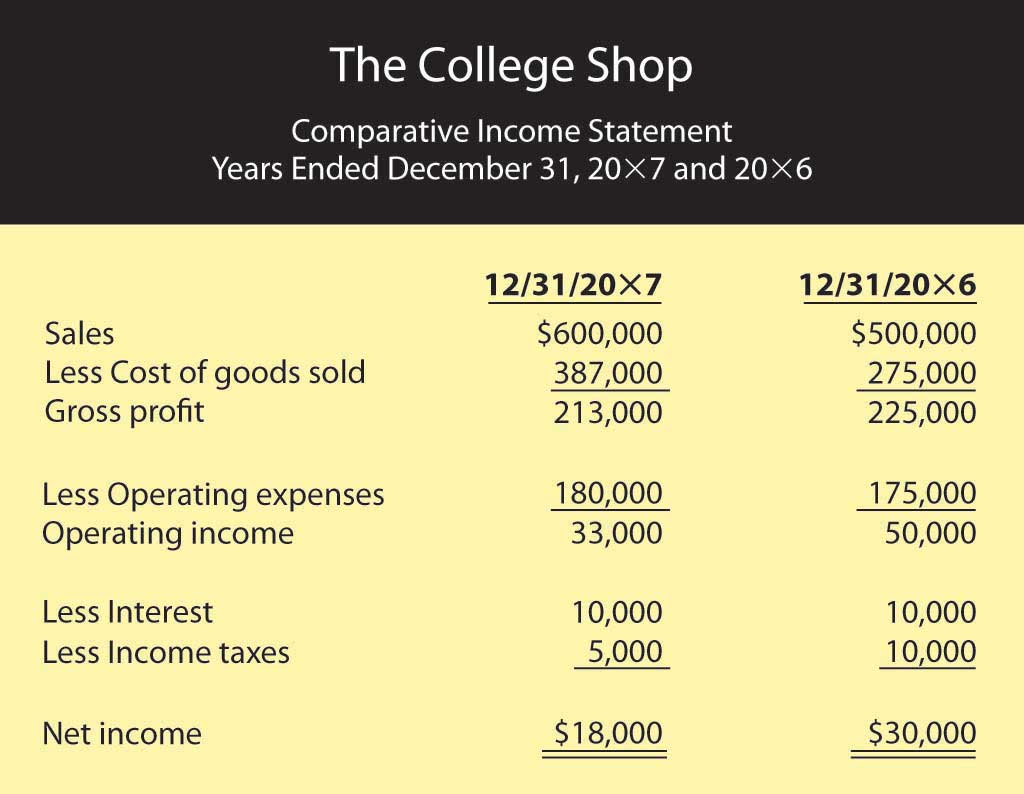 The College Shop
Comparative Income Statement
Years Ended December 31, 20×7 and 20×6
12/31/20×7 12/31/20×6
Sales $600,000 $500,000
Less Cost of goods sold 387,000 275,000
Gross profit 213,000 225,000
Less Operating expenses 180,000 175,000
Operating income 33,000 50,000
Less Interest 10,000 10,000
Less Income taxes 5,000 10,000
Net income $18,000 $30,000